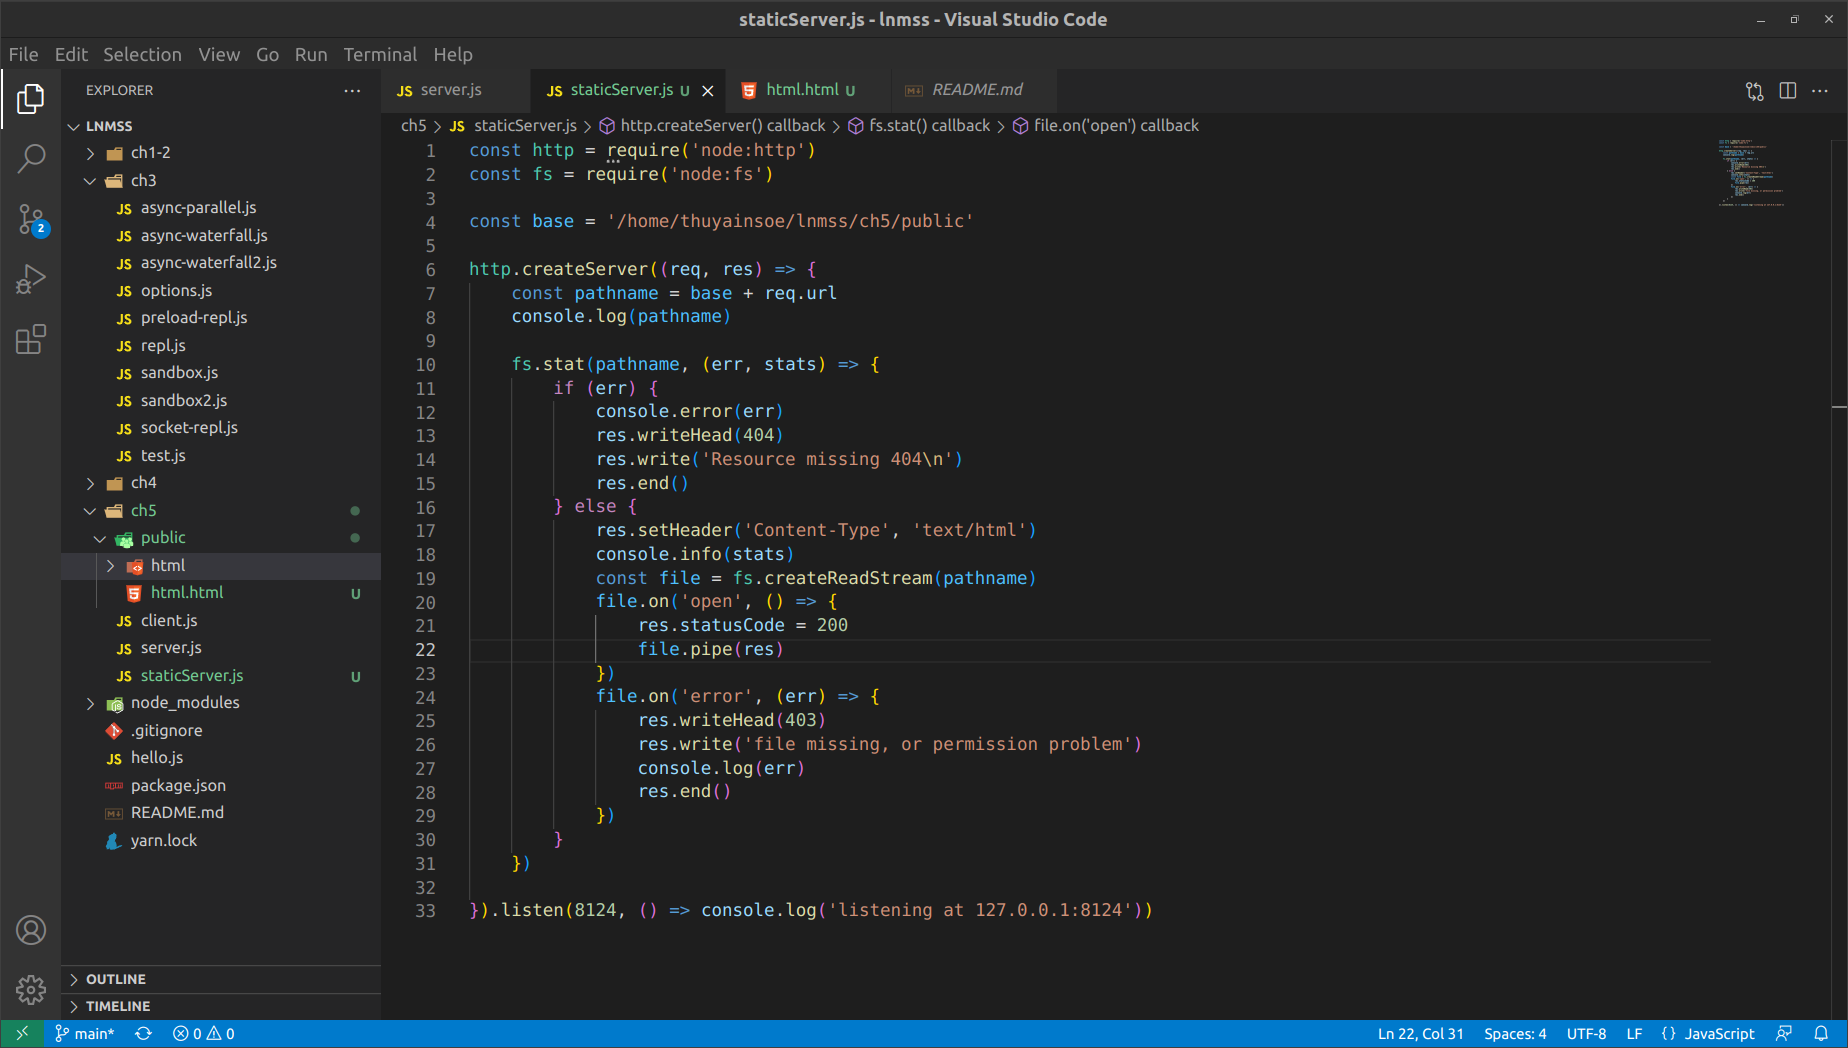 staticServer.js - lnmss - Visual Studio Code
File Edit Selection View Go Run Terminal Help
EXPLORER
LNMSS
ch1-2
ch3
JS async-parallel.js
JS async-waterfall.js
JS async-waterfall2.js
JS options.js
JS preload-repl.js
JS repl.js
JS sandbox.js
JS sandbox2.js
JS socket-repl.js
JS test.js
ch4
ch5
public
html
html.html U
JS client.js
JS server.js
JS staticServer.js U
node_modules
.gitignore
JS hello.js
package.json
README.md
yarn.lock
OUTLINE
TIMELINE
JS server.js JS staticServer.js U html.html U README.md
ch5 > JS staticServer.js > http.createServer() callback > fs.stat() callback > file.on('open') callback
1 const http = require('node:http')
2 const fs = require('node:fs')
3
4 const base = '/home/thuyainsoe/lnmss/ch5/public'
5
6 http.createServer((req, res) => {
7 const pathname = base + req.url
8 console.log(pathname)
9
10 fs.stat(pathname, (err, stats) => {
11 if (err) {
12 console.error(err)
13 res.writeHead(404)
14 res.write('Resource missing 404\n')
15 res.end()
16 } else {
17 res.setHeader('Content-Type', 'text/html')
18 console.info(stats)
19 const file = fs.createReadStream(pathname)
20 file.on('open', () => {
21 res.statusCode = 200
22 file.pipe(res)
23 })
24 file.on('error', (err) => {
25 res.writeHead(403)
26 res.write('file missing, or permission problem')
27 console.log(err)
28 res.end()
29 })
30 }
31 })
32
33 }).listen(8124, () => console.log('listening at 127.0.0.1:8124'))
2
main* 0 0 Ln 22, Col 31 Spaces: 4 UTF-8 LF {} JavaScript